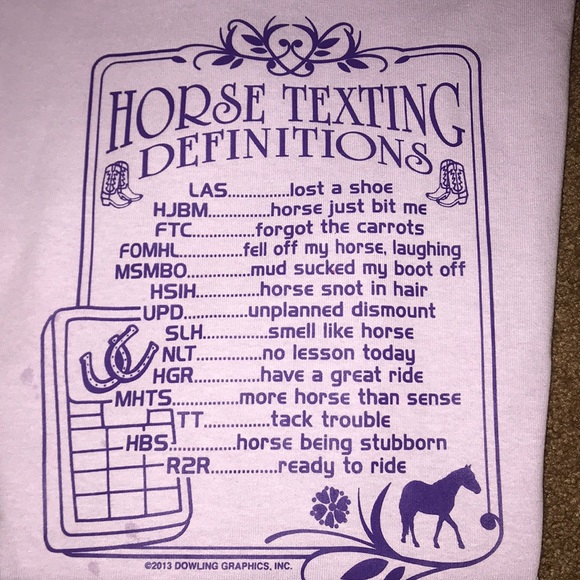 HORSE TEXTING
DEFINITIONS
LAS.............lost a shoe
HJBM.............horse just bit me
FTC.............forgot the carrots
FOMHL.............fell off my horse, laughing
MSMBO.............mud sucked my boot off
HSIH.............horse snot in hair
UPD.............unplanned dismount
SLH.............smell like horse
NLT.............no lesson today
HGR.............have a great ride
MHTS.............more horse than sense
TT.............tack trouble
HBS.............horse being stubborn
R2R.............ready to ride
©2013 DOWLING GRAPHICS, INC.